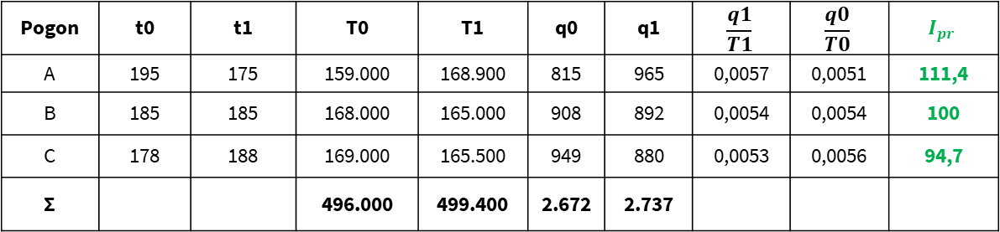 Pogon t0 t1 T0 T1 q0 q1 q1/T1 q0/T0 I_pr
A 195 175 159.000 168.900 815 965 0,0057 0,0051 111,4
B 185 185 168.000 165.000 908 892 0,0054 0,0054 100
C 178 188 169.000 165.500 949 880 0,0053 0,0056 94,7
Σ 496.000 499.400 2.672 2.737